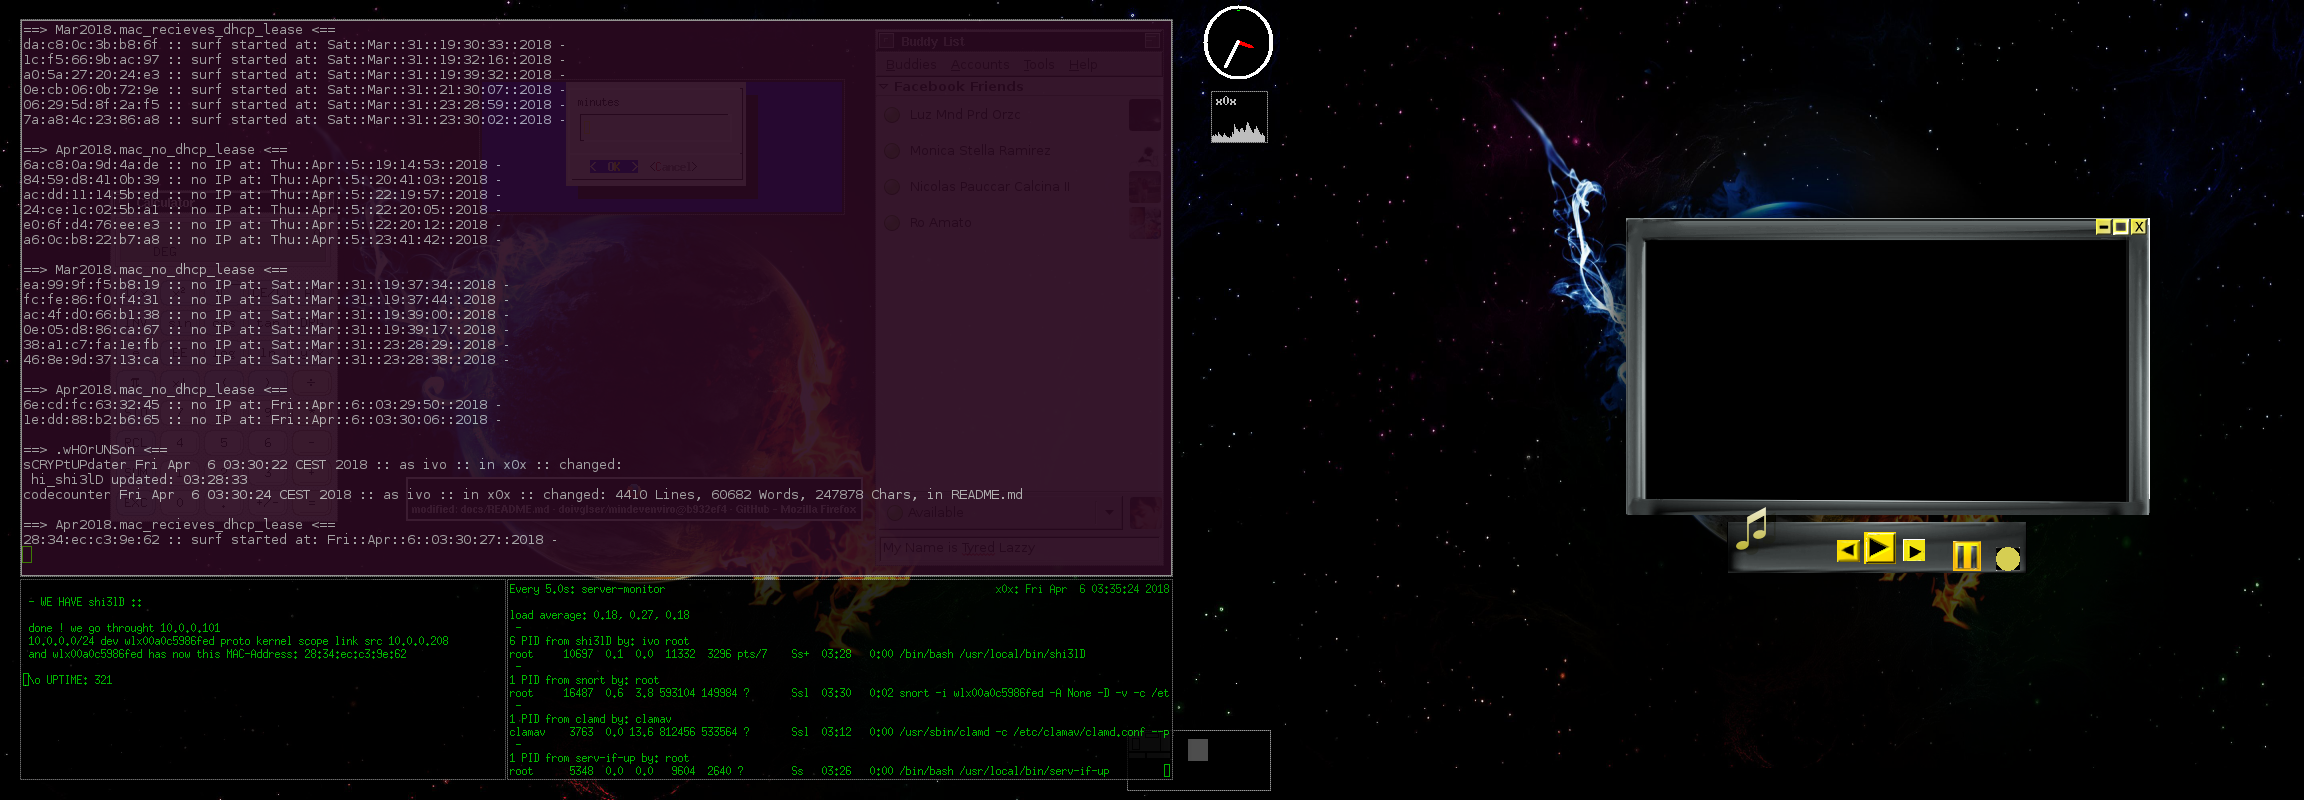 ==> Mar2018.mac_recieves_dhcp_lease <==
da:c8:0c:3b:b8:6f :: surf started at: Sat::Mar::31::19:30:33::2018 -
1c:f5:66:9b:ac:97 :: surf started at: Sat::Mar::31::19:32:16::2018 -
a0:5a:27:20:24:e3 :: surf started at: Sat::Mar::31::19:39:32::2018 -
0e:cb:06:0b:72:9e :: surf started at: Sat::Mar::31::21:30:07::2018 -
06:29:5d:8f:2a:f5 :: surf started at: Sat::Mar::31::23:28:59::2018 -
7a:a8:4c:23:86:a8 :: surf started at: Sat::Mar::31::23:30:02::2018 -
==> Apr2018.mac_no_dhcp_lease <==
6a:c8:0a:9d:4a:de :: no IP at: Thu::Apr::5::19:14:53::2018 -
84:59:d8:41:0b:39 :: no IP at: Thu::Apr::5::20:41:03::2018 -
ac:dd:11:14:5b:ed :: no IP at: Thu::Apr::5::22:19:57::2018 -
24:ce:1c:02:5b:a1 :: no IP at: Thu::Apr::5::22:20:05::2018 -
e0:6f:d4:76:ee:e3 :: no IP at: Thu::Apr::5::22:20:12::2018 -
a6:0c:b8:22:b7:a8 :: no IP at: Thu::Apr::5::23:41:42::2018 -
==> Mar2018.mac_no_dhcp_lease <==
ea:99:9f:f5:b8:19 :: no IP at: Sat::Mar::31::19:37:34::2018 -
fc:fe:86:f0:f4:31 :: no IP at: Sat::Mar::31::19:37:44::2018 -
ac:4f:d0:66:b1:38 :: no IP at: Sat::Mar::31::19:39:00::2018 -
0e:05:d8:86:ca:67 :: no IP at: Sat::Mar::31::19:39:17::2018 -
38:a1:c7:fa:1e:fb :: no IP at: Sat::Mar::31::23:28:29::2018 -
46:8e:9d:37:13:ca :: no IP at: Sat::Mar::31::23:28:38::2018 -
==> Apr2018.mac_no_dhcp_lease <==
6e:cd:fc:63:32:45 :: no IP at: Fri::Apr::6::03:29:50::2018 -
1e:dd:88:b2:b6:65 :: no IP at: Fri::Apr::6::03:30:06::2018 -
==> .wHOrUNSon <==
sCRYPtUPdater Fri Apr  6 03:30:22 CEST 2018 :: as ivo :: in x0x :: changed:
hi_shi3lD updated: 03:28:33
codecounter Fri Apr  6 03:30:24 CEST 2018 :: as ivo :: in x0x :: changed: 4410 Lines, 60682 Words, 247878 Chars, in README.md
==> Apr2018.mac_recieves_dhcp_lease <==
28:34:ec:c3:9e:62 :: surf started at: Fri::Apr::6::03:30:27::2018 -
minutes
< OK >
<Cancel>
DEG
modified: docs/README.md · doivglser/mindevenviro@b932ef4 · GitHub - Mozilla Firefox
Buddy List
Buddies Accounts Tools Help
Facebook Friends
Luz Mnd Prd Orzc
Monica Stella Ramirez
Nicolas Pauccar Calcina II
Ro Amato
Available
My Name is Tyred Lazzy
x0x
- WE HAVE shi3lD ::
done ! we go throught 10.0.0.101
10.0.0.0/24 dev wlx00a0c5986fed proto kernel scope link src 10.0.0.208
and wlx00a0c5986fed has now this MAC-Address: 28:34:ec:c3:9e:62
\o UPTIME: 321
Every 5.0s: server-monitor x0x: Fri Apr  6 03:35:24 2018
load average: 0.18, 0.27, 0.18
-
6 PID from shi3lD by: ivo root
root 10697 0.1 0.0 11332 3296 pts/7 Ss+ 03:28 0:00 /bin/bash /usr/local/bin/shi3lD
-
1 PID from snort by: root
root 16487 0.6 3.8 593104 149984 ? Ssl 03:30 0:02 snort -i wlx00a0c5986fed -A None -D -v -c /et
-
1 PID from clamd by: clamav
clamav 3763 0.0 13.6 812456 533564 ? Ssl 03:12 0:00 /usr/sbin/clamd -c /etc/clamav/clamd.conf --p
-
1 PID from serv-if-up by: root
root 5348 0.0 0.0 9604 2640 ? Ss 03:26 0:00 /bin/bash /usr/local/bin/serv-if-up